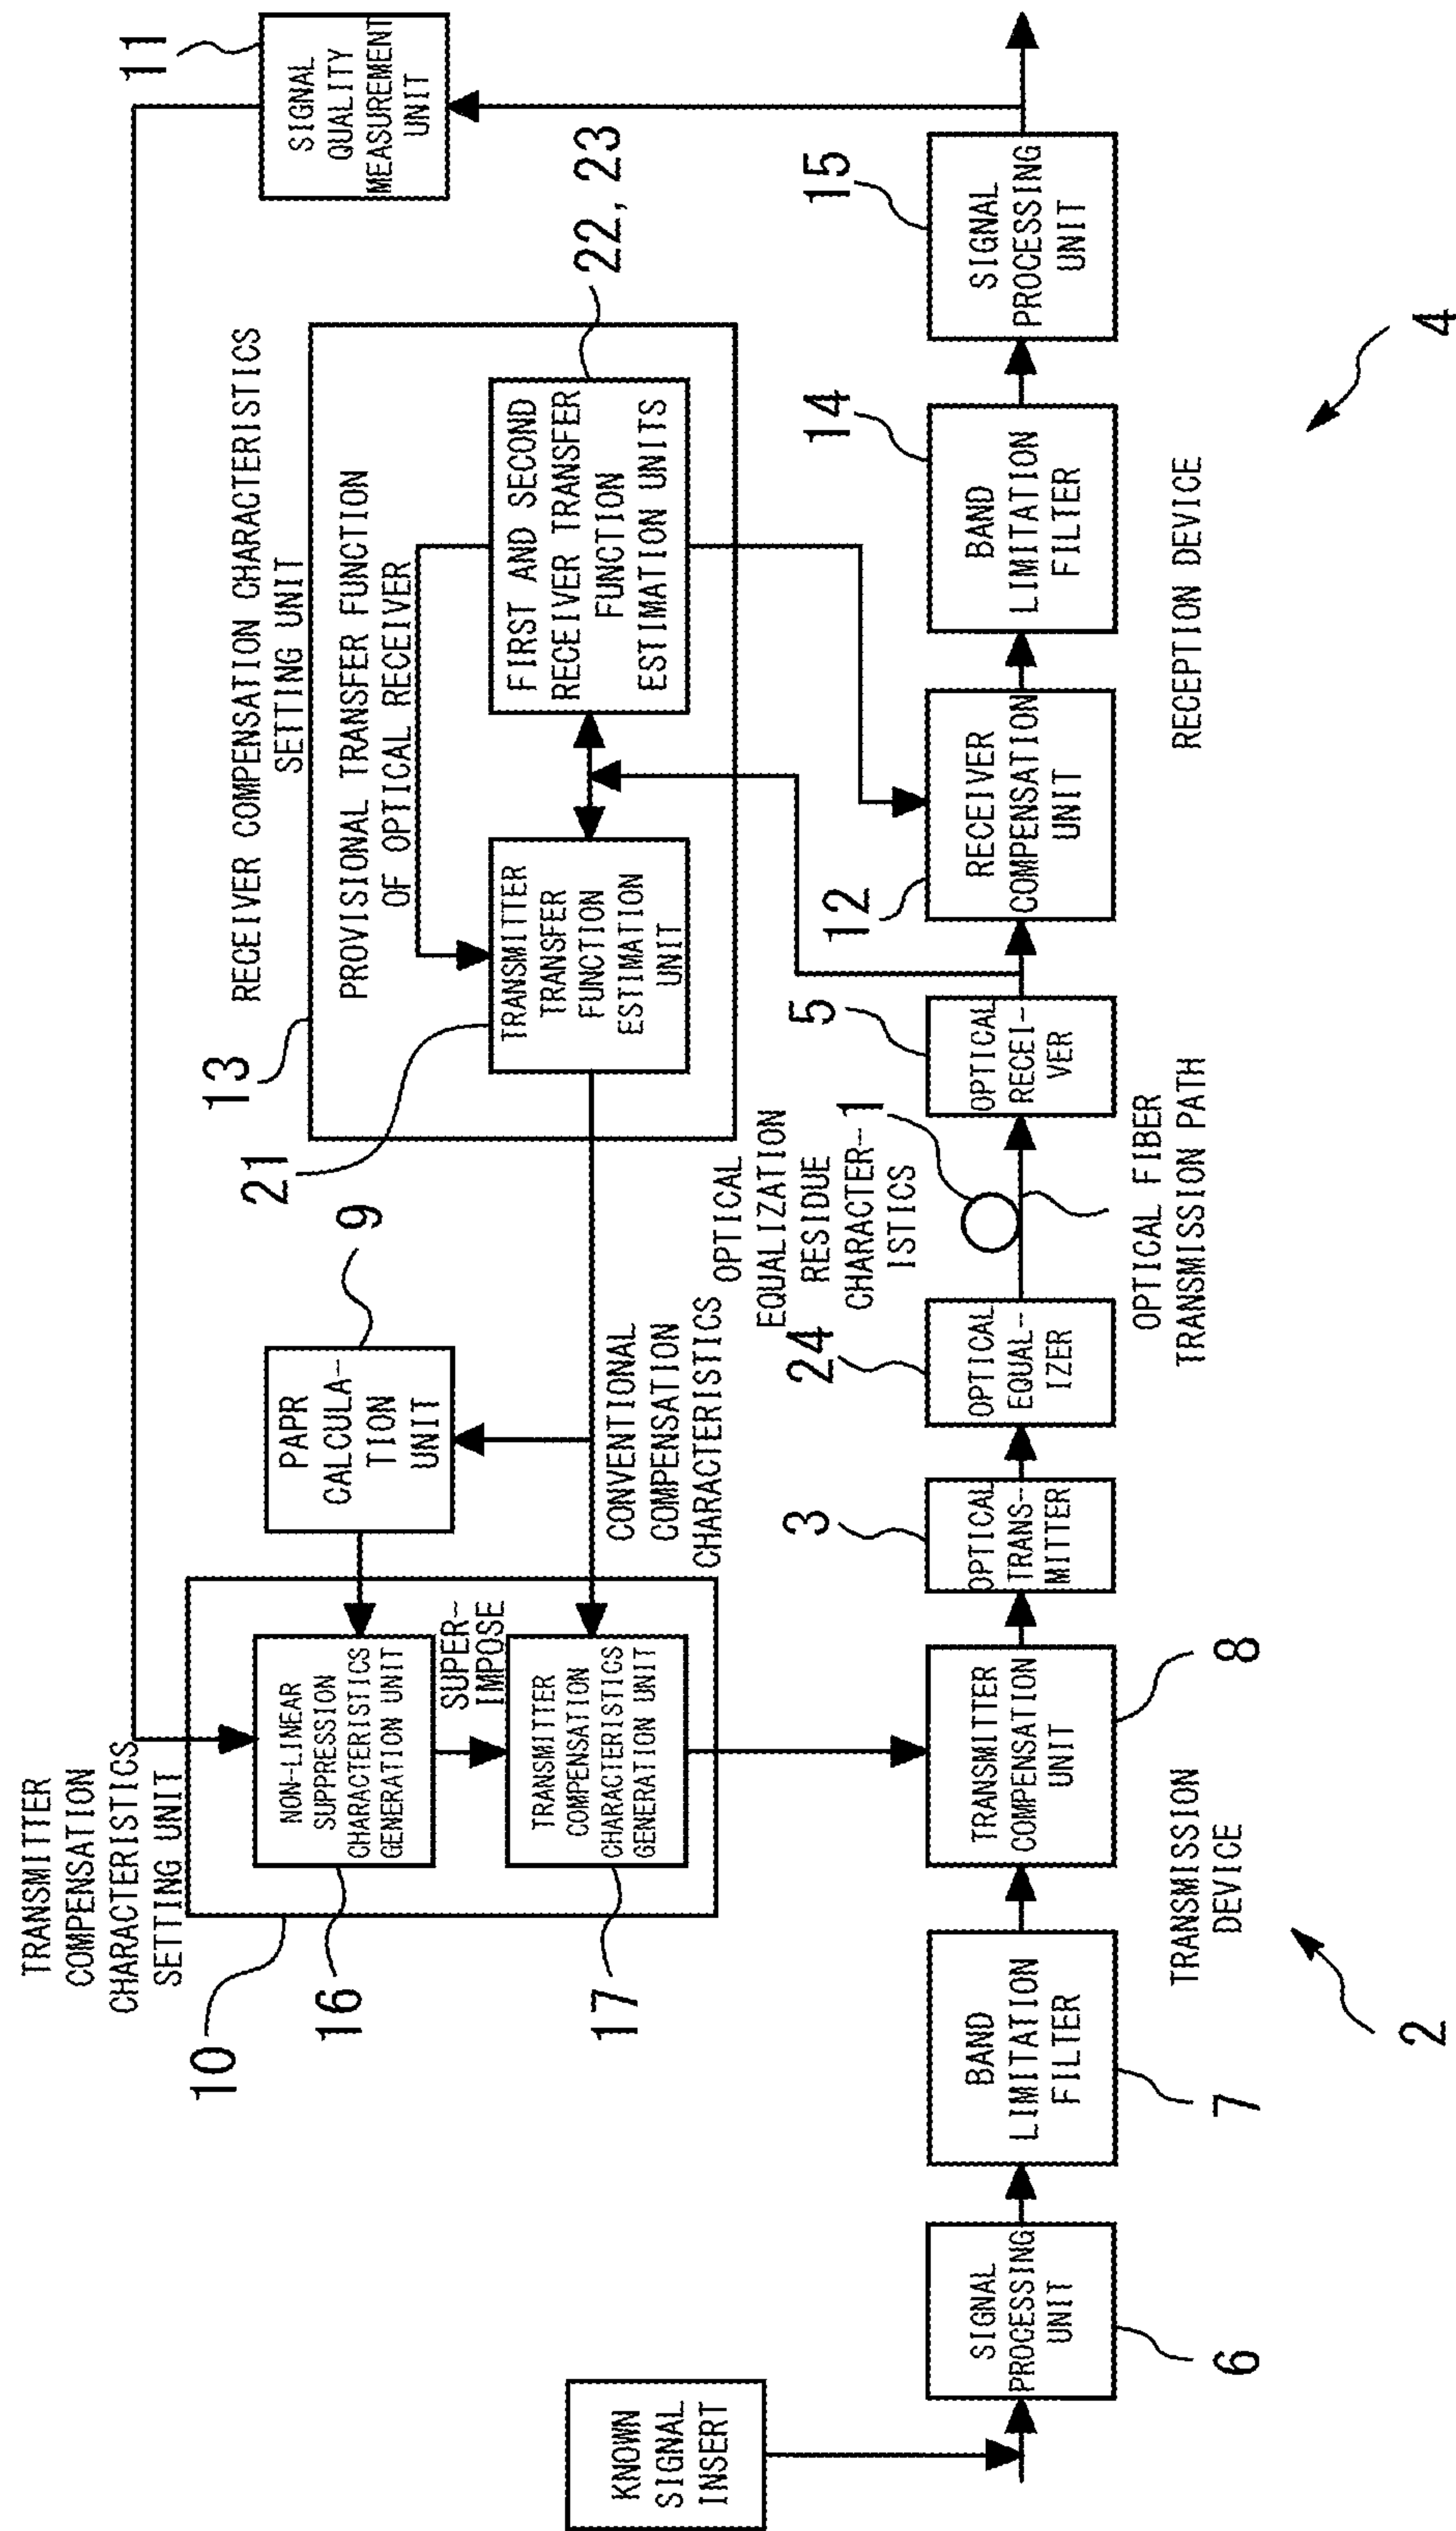 TRANSMITTER
COMPENSATION
CHARACTERISTICS
SETTING UNIT
10
NON-LINEAR
SUPPRESSION
CHARACTERISTICS
GENERATION UNIT
16
SUPER-
IMPOSE
TRANSMITTER
COMPENSATION
CHARACTERISTICS
GENERATION UNIT
17
PAPR
CALCULA-
TION
UNIT
9
CONVENTIONAL
COMPENSATION
CHARACTERISTICS
RECEIVER COMPENSATION CHARACTERISTICS
SETTING UNIT
13
PROVISIONAL TRANSFER FUNCTION
OF OPTICAL RECEIVER
TRANSMITTER
TRANSFER
FUNCTION
ESTIMATION
UNIT
21
FIRST AND SECOND
RECEIVER TRANSFER
FUNCTION
ESTIMATION UNITS
22, 23
SIGNAL
QUALITY
MEASUREMENT
UNIT
11
KNOWN
SIGNAL
INSERT
SIGNAL
PROCESSING
UNIT
6
BAND
LIMITATION
FILTER
7
TRANSMITTER
COMPENSATION
UNIT
8
OPTICAL
TRANS-
MITTER
3
OPTICAL
EQUAL-
IZER
24
OPTICAL
EQUALIZATION
RESIDUE
CHARACTER-
ISTICS
1
OPTICAL FIBER
TRANSMISSION PATH
OPTICAL
RECEI-
VER
5
RECEIVER
COMPENSATION
UNIT
12
BAND
LIMITATION
FILTER
14
SIGNAL
PROCESSING
UNIT
15
TRANSMISSION
DEVICE
2
RECEPTION DEVICE
4